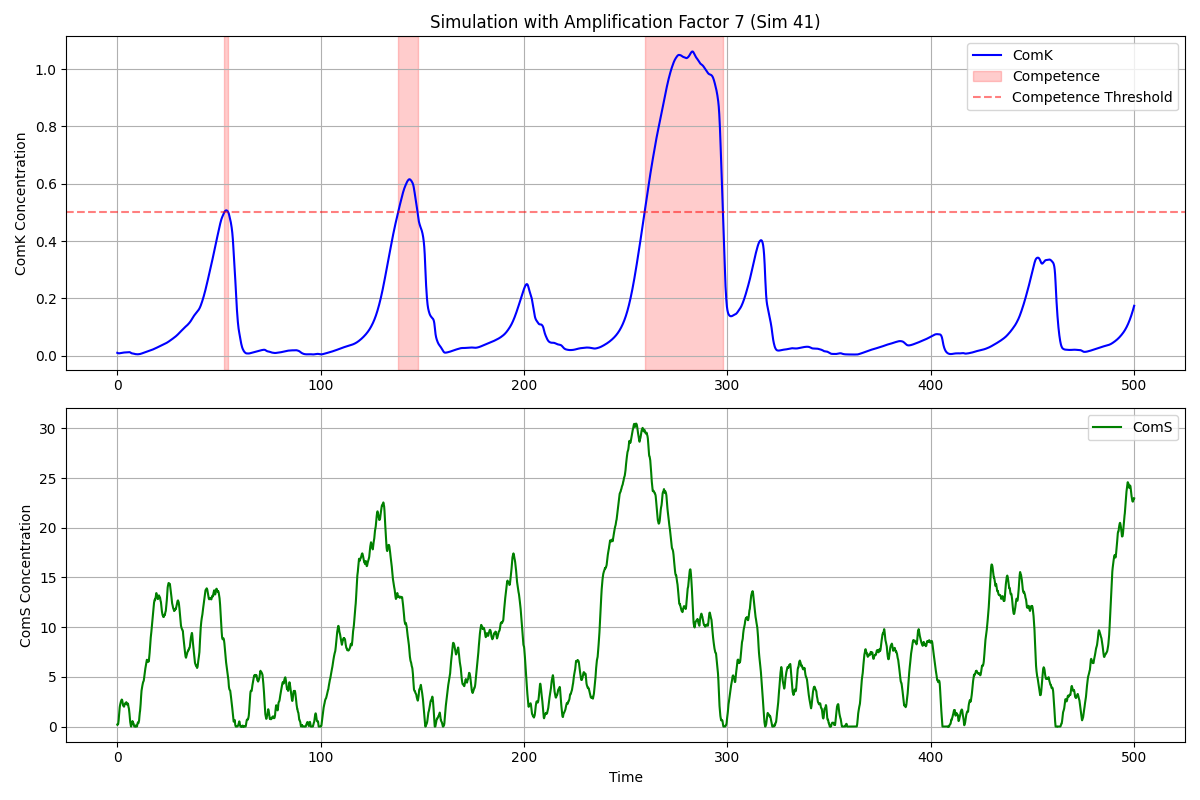 Simulation with Amplification Factor 7 (Sim 41)
ComK Concentration
1.0
0.8
0.6
0.4
0.2
0.0
ComK
Competence
Competence Threshold
0 100 200 300 400 500
ComS Concentration
30
25
20
15
10
5
0
ComS
0 100 200 300 400 500
Time